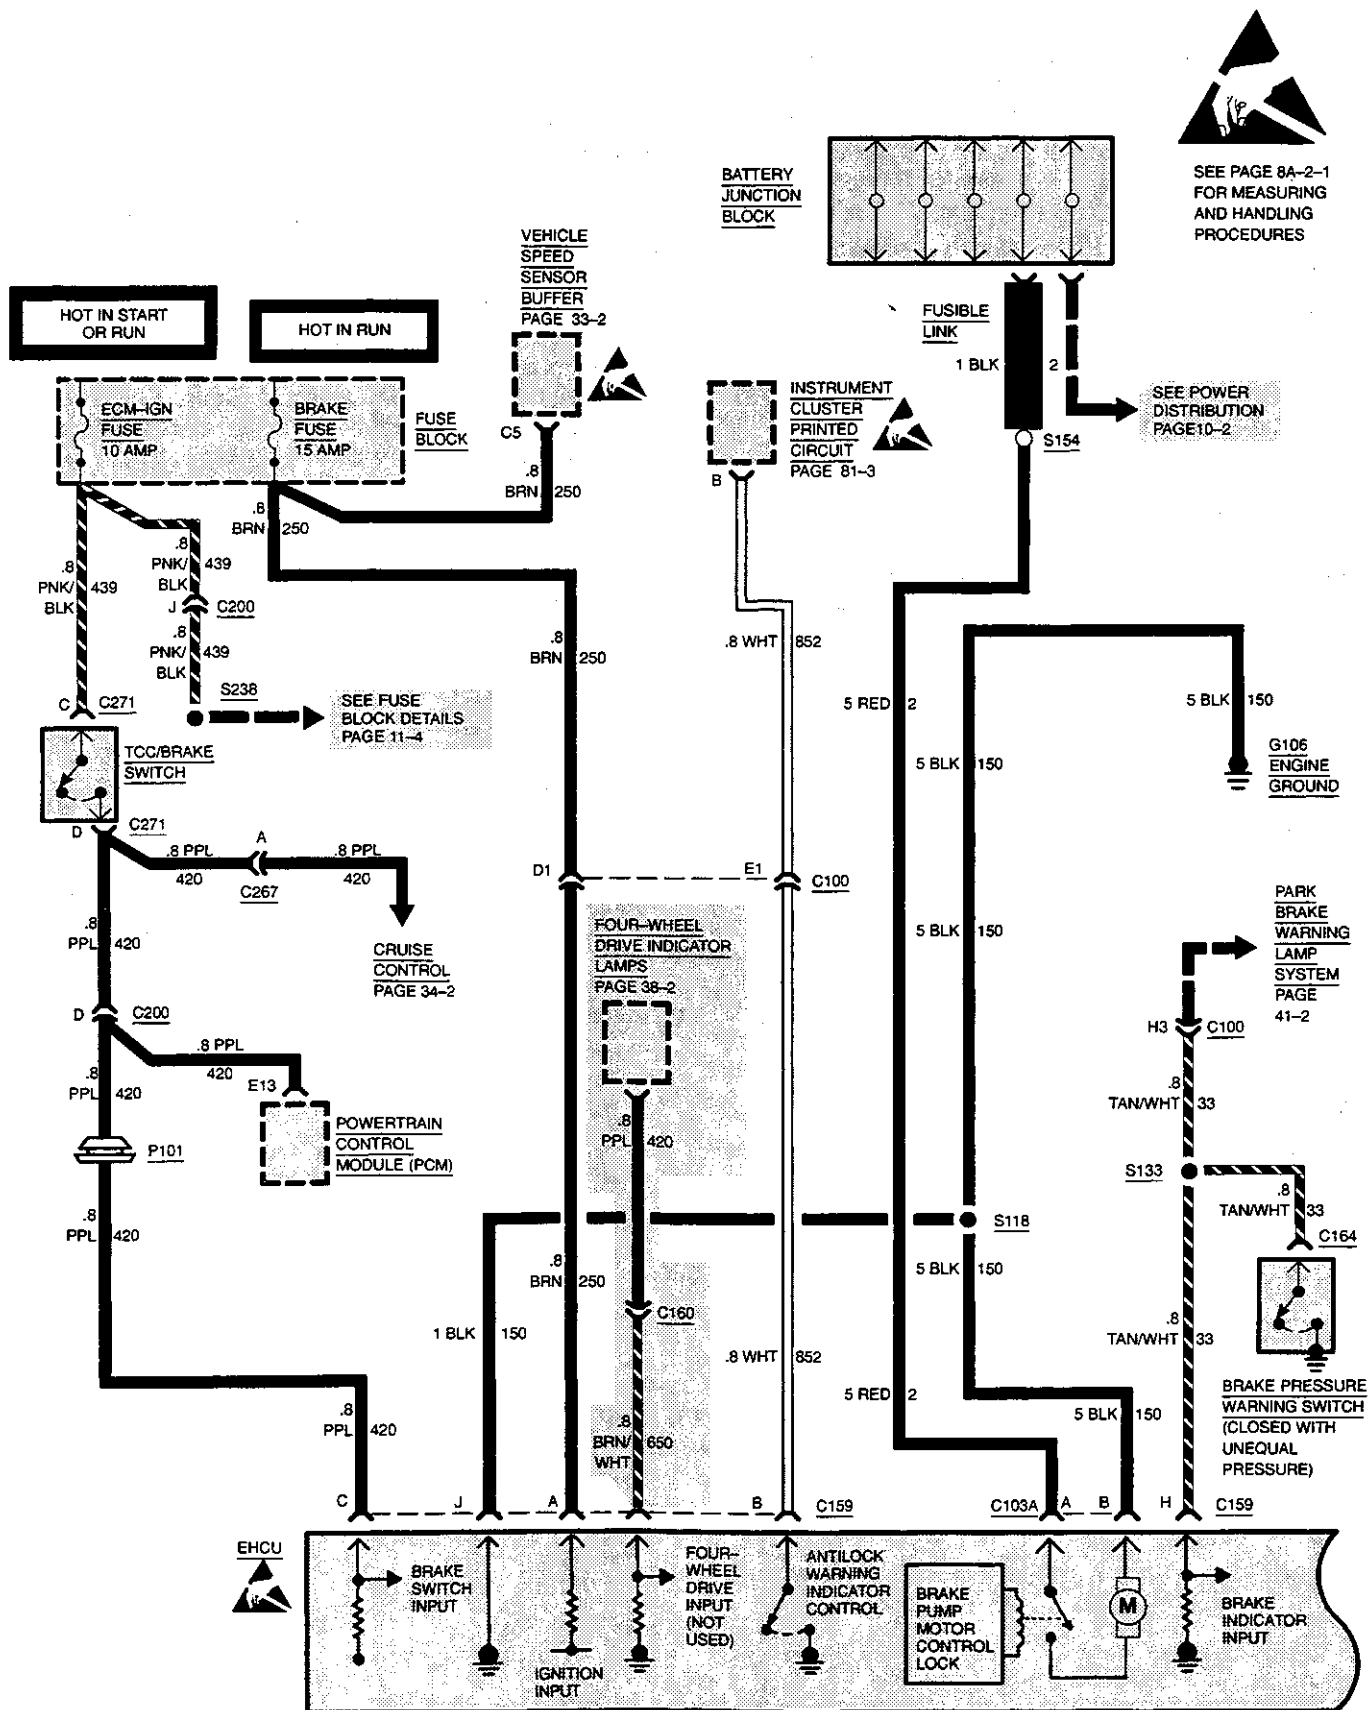 SEE PAGE 8A–2–1
FOR MEASURING
AND HANDLING
PROCEDURES
BATTERY
JUNCTION
BLOCK
VEHICLE
SPEED
SENSOR
BUFFER
PAGE 33–2
HOT IN START
OR RUN
HOT IN RUN
FUSIBLE
LINK
1 BLK
2
ECM–IGN
FUSE
10 AMP
BRAKE
FUSE
15 AMP
FUSE
BLOCK
C5
.8
BRN
250
INSTRUMENT
CLUSTER
PRINTED
CIRCUIT
PAGE 81–3
B
SEE POWER
DISTRIBUTION
PAGE10–2
S154
.8
BRN
250
.8
PNK/
BLK
439
.8
PNK/
BLK
439
J
C200
.8
PNK/
BLK
439
S238
SEE FUSE
BLOCK DETAILS
PAGE 11–4
C
C271
TCC/BRAKE
SWITCH
D
C271
.8
BRN
250
.8 WHT
852
5 RED
2
5 BLK
150
5 BLK
150
G106
ENGINE
GROUND
A
.8 PPL
420
C267
.8 PPL
420
CRUISE
CONTROL
PAGE 34–2
D1
E1
C100
.8
PPL
420
D
C200
.8 PPL
420
E13
POWERTRAIN
CONTROL
MODULE (PCM)
.8
PPL
420
P101
.8
PPL
420
FOUR–WHEEL
DRIVE INDICATOR
LAMPS
PAGE 38–2
.8
PPL
420
5 BLK
150
PARK
BRAKE
WARNING
LAMP
SYSTEM
PAGE
41–2
H3
C100
.8
TAN/WHT
33
S133
.8
TAN/WHT
33
C164
S118
5 BLK
150
.8
BRN
250
C160
1 BLK
150
.8 WHT
852
.8
TAN/WHT
33
5 RED
2
5 BLK
150
BRAKE PRESSURE
WARNING SWITCH
(CLOSED WITH
UNEQUAL
PRESSURE)
.8
PPL
420
.8
BRN/
WHT
650
C
J
A
B
C159
C103A
A
B
H
C159
EHCU
BRAKE
SWITCH
INPUT
IGNITION
INPUT
FOUR–
WHEEL
DRIVE
INPUT
(NOT
USED)
ANTILOCK
WARNING
INDICATOR
CONTROL
BRAKE
PUMP
MOTOR
CONTROL
LOCK
M
BRAKE
INDICATOR
INPUT